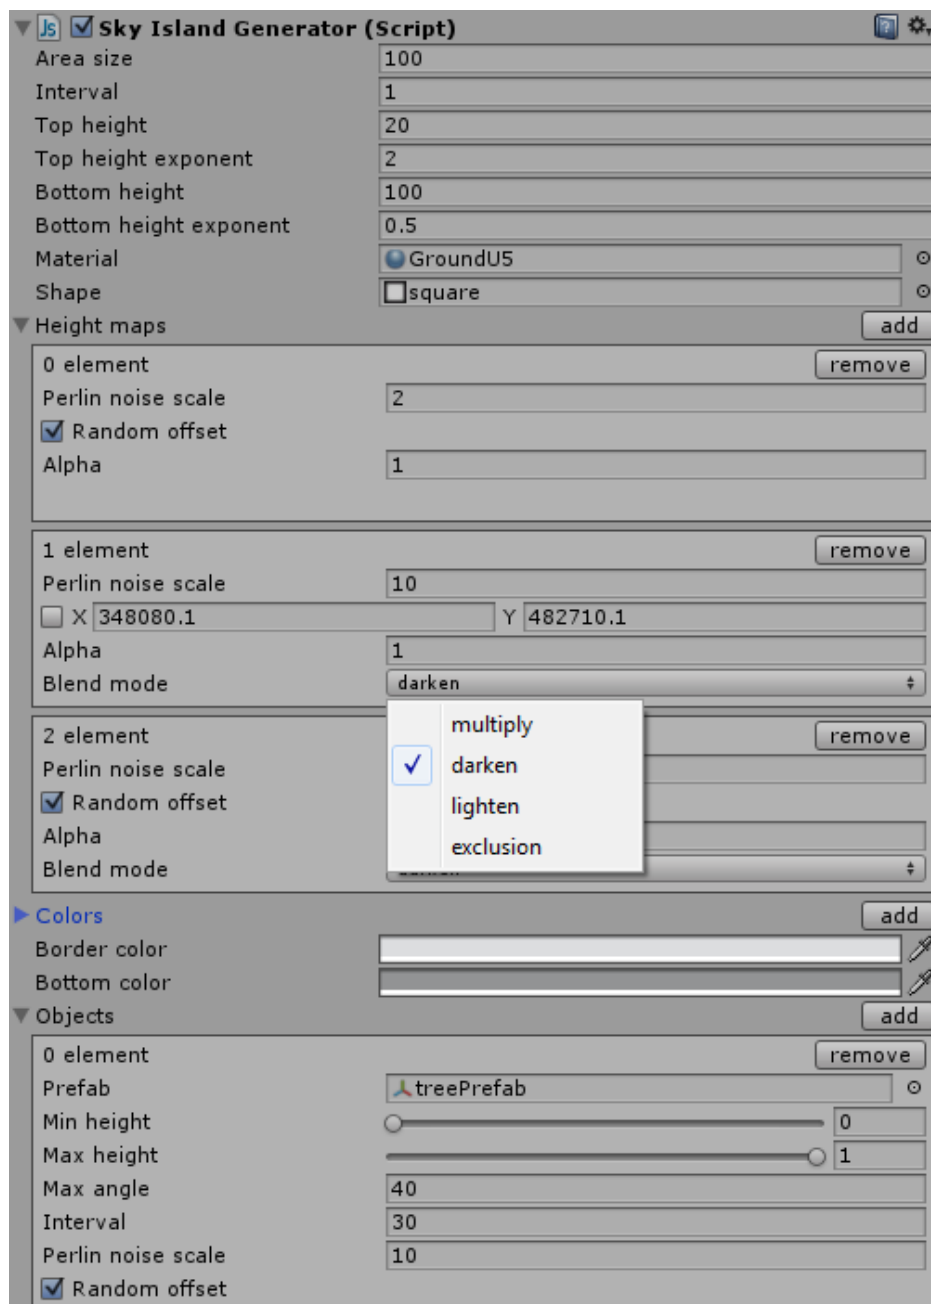 Js Sky Island Generator (Script)
Area size 100
Interval 1
Top height 20
Top height exponent 2
Bottom height 100
Bottom height exponent 0.5
Material GroundU5
Shape square
Height maps add
0 element remove
Perlin noise scale 2
Random offset
Alpha 1
1 element remove
Perlin noise scale 10
X 348080.1 Y 482710.1
Alpha 1
Blend mode darken
multiply
2 element remove
Perlin noise scale darken
Random offset lighten
Alpha
exclusion
Blend mode
Colors add
Border color
Bottom color
Objects add
0 element remove
Prefab treePrefab
Min height 0
Max height 1
Max angle 40
Interval 30
Perlin noise scale 10
Random offset